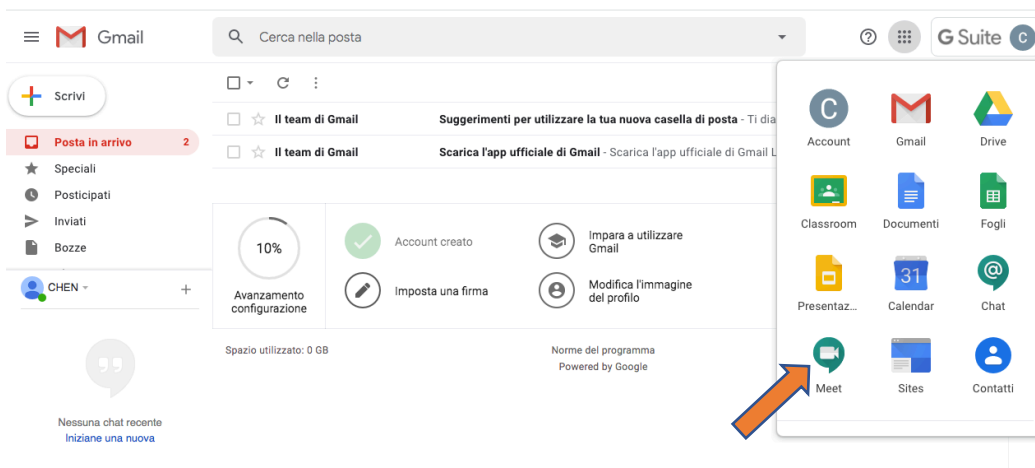 Gmail
Cerca nella posta
G Suite
C
Scrivi
Posta in arrivo 2
Speciali
Posticipati
Inviati
Bozze
CHEN
Nessuna chat recente
Iniziane una nuova
Il team di Gmail Suggerimenti per utilizzare la tua nuova casella di posta - Ti dia
Il team di Gmail Scarica l'app ufficiale di Gmail - Scarica l'app ufficiale di Gmail L
10%
Avanzamento
configurazione
Account creato
Imposta una firma
Impara a utilizzare
Gmail
Modifica l'immagine
del profilo
Spazio utilizzato: 0 GB
Norme del programma
Powered by Google
C
Account Gmail Drive
Classroom Documenti Fogli
31
Presentaz... Calendar Chat
Meet Sites Contatti